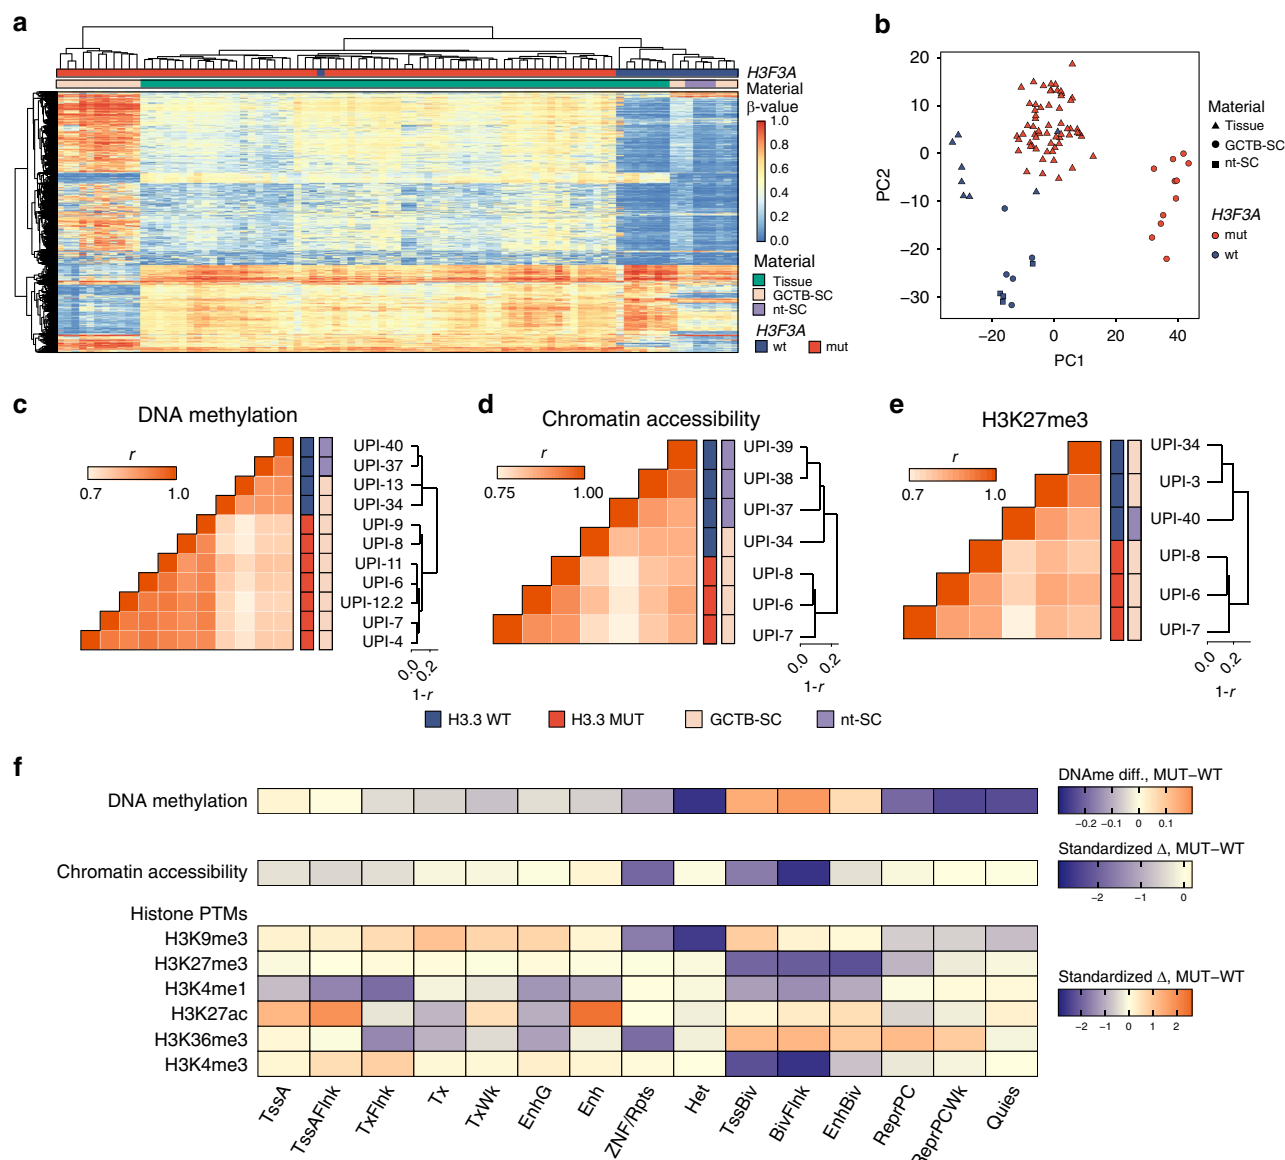 a
H3F3A
Material
β-value
1.0
0.8
0.6
0.4
0.2
0.0
Material
Tissue
GCTB-SC
nt-SC
H3F3A
wt
mut
b
20
10
0
−10
−20
−30
PC2
−20
0
20
40
PC1
Material
Tissue
GCTB-SC
nt-SC
H3F3A
mut
wt
c
DNA methylation
r
0.7
1.0
UPI-40
UPI-37
UPI-13
UPI-34
UPI-9
UPI-8
UPI-11
UPI-6
UPI-12.2
UPI-7
UPI-4
0.0
0.2
1-r
d
Chromatin accessibility
r
0.75
1.00
UPI-39
UPI-38
UPI-37
UPI-34
UPI-8
UPI-6
UPI-7
0.0
0.2
1-r
e
H3K27me3
r
0.7
1.0
UPI-34
UPI-3
UPI-40
UPI-8
UPI-6
UPI-7
0.0
0.2
1-r
H3.3 WT
H3.3 MUT
GCTB-SC
nt-SC
f
DNA methylation
DNAme diff., MUT−WT
−0.2 −0.1 0 0.1
Chromatin accessibility
Standardized Δ, MUT−WT
−2 −1 0
Histone PTMs
H3K9me3
H3K27me3
H3K4me1
H3K27ac
H3K36me3
H3K4me3
Standardized Δ, MUT−WT
−2 −1 0 1 2
TssA
TssAFlnk
TxFlnk
Tx
TxWk
EnhG
Enh
ZNF/Rpts
Het
TssBiv
BivFlnk
EnhBiv
ReprPC
ReprPCWk
Quies